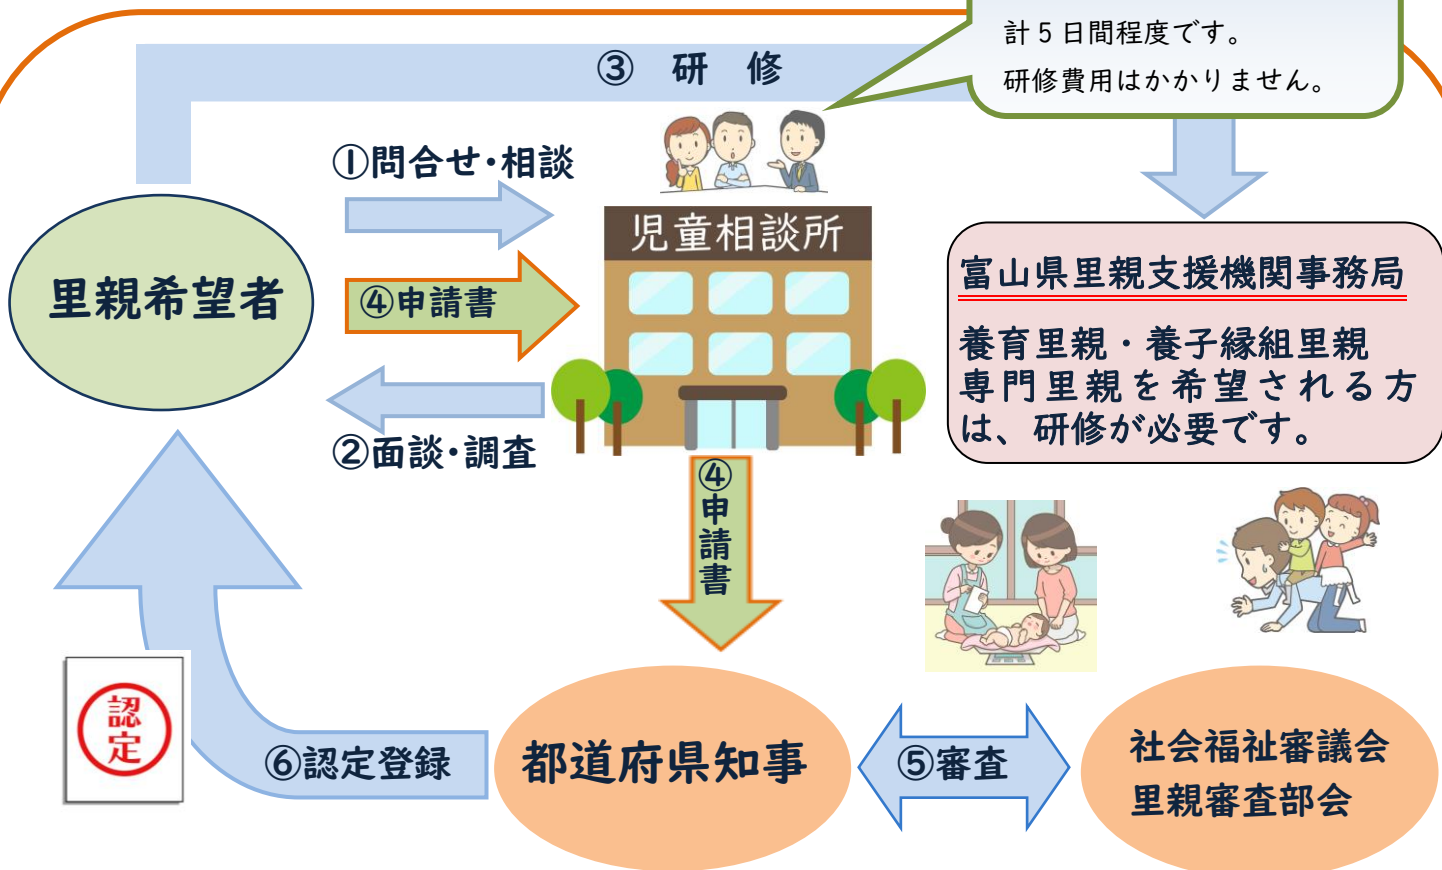 計5日間程度です。
研修費用はかかりません。
③ 研 修
①問合せ・相談
児童相談所
里親希望者
④申請書
②面談・調査
富山県里親支援機関事務局
養育里親・養子縁組里親
専門里親を希望される方
は、研修が必要です。
④
申
請
書
認
定
⑥認定登録
都道府県知事
⑤審査
社会福祉審議会
里親審査部会